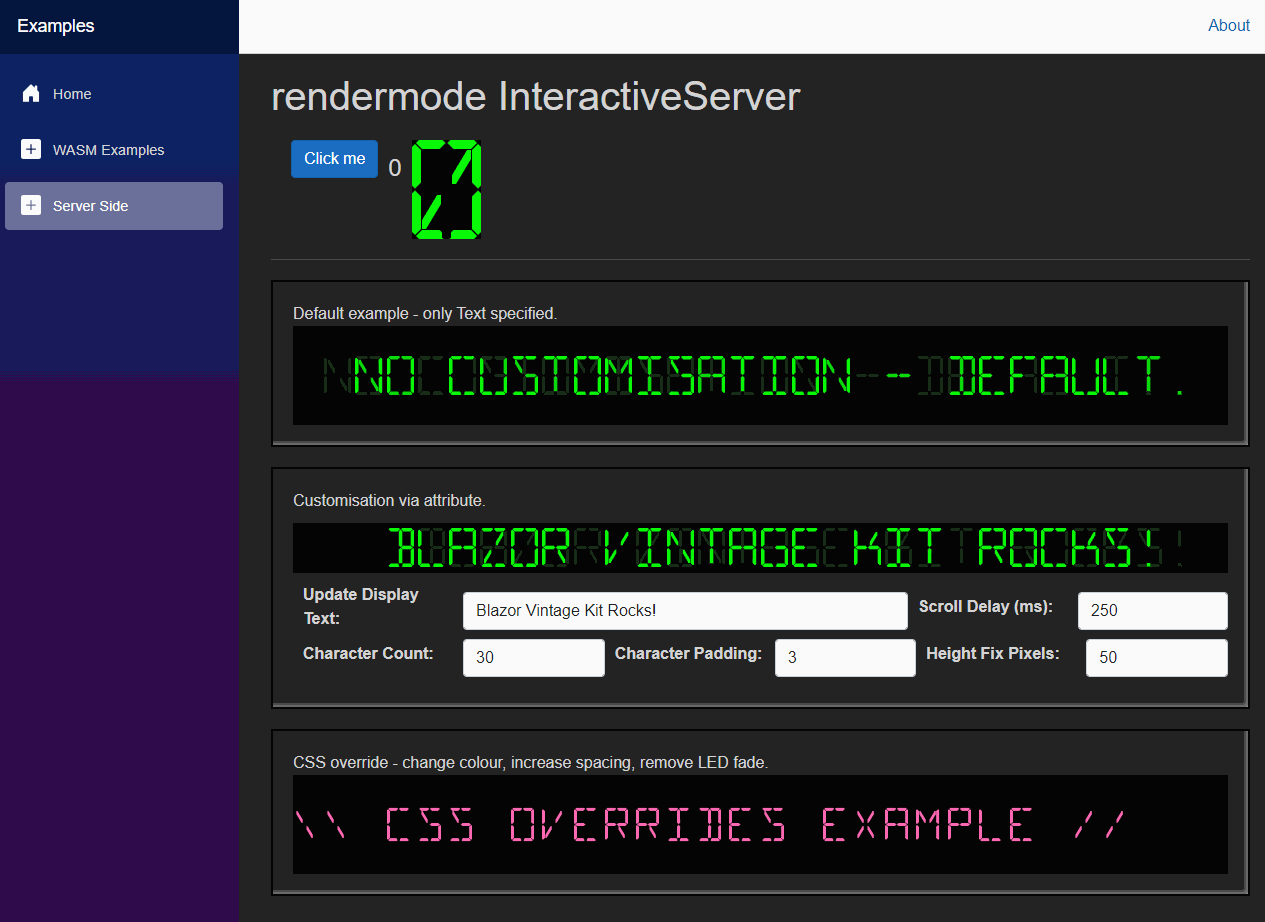 Examples
About
Home
WASM Examples
Server Side
rendermode InteractiveServer
Click me 0 0
Default example - only Text specified.
NO CUSTOMISATION -- DEFAULT.
Customisation via attribute.
BLAZOR VINTAGE KIT ROCKS!
Update Display Text: Blazor Vintage Kit Rocks! Scroll Delay (ms): 250
Character Count: 30 Character Padding: 3 Height Fix Pixels: 50
CSS override - change colour, increase spacing, remove LED fade.
\\ CSS OVERRIDES EXAMPLE //